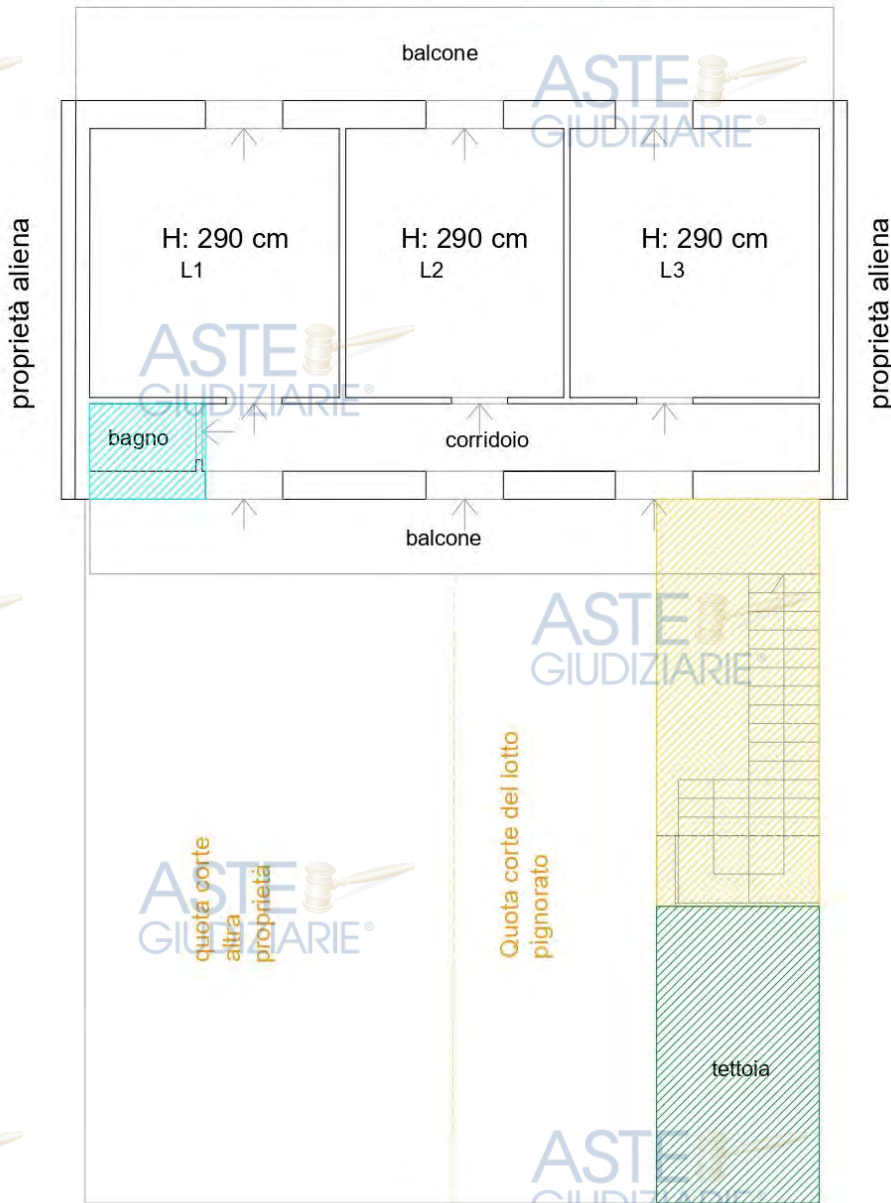 balcone
ASTE
GIUDIZIARIE®
proprietà aliena
H: 290 cm
L1
H: 290 cm
L2
H: 290 cm
L3
proprietà aliena
ASTE
GIUDIZIARIE®
bagno
corridoio
balcone
ASTE
GIUDIZIARIE®
quota corte
altra
proprietà
Quota corte del lotto
pignorato
ASTE
GIUDIZIARIE®
tettoia
ASTE
GIUDIZIARIE